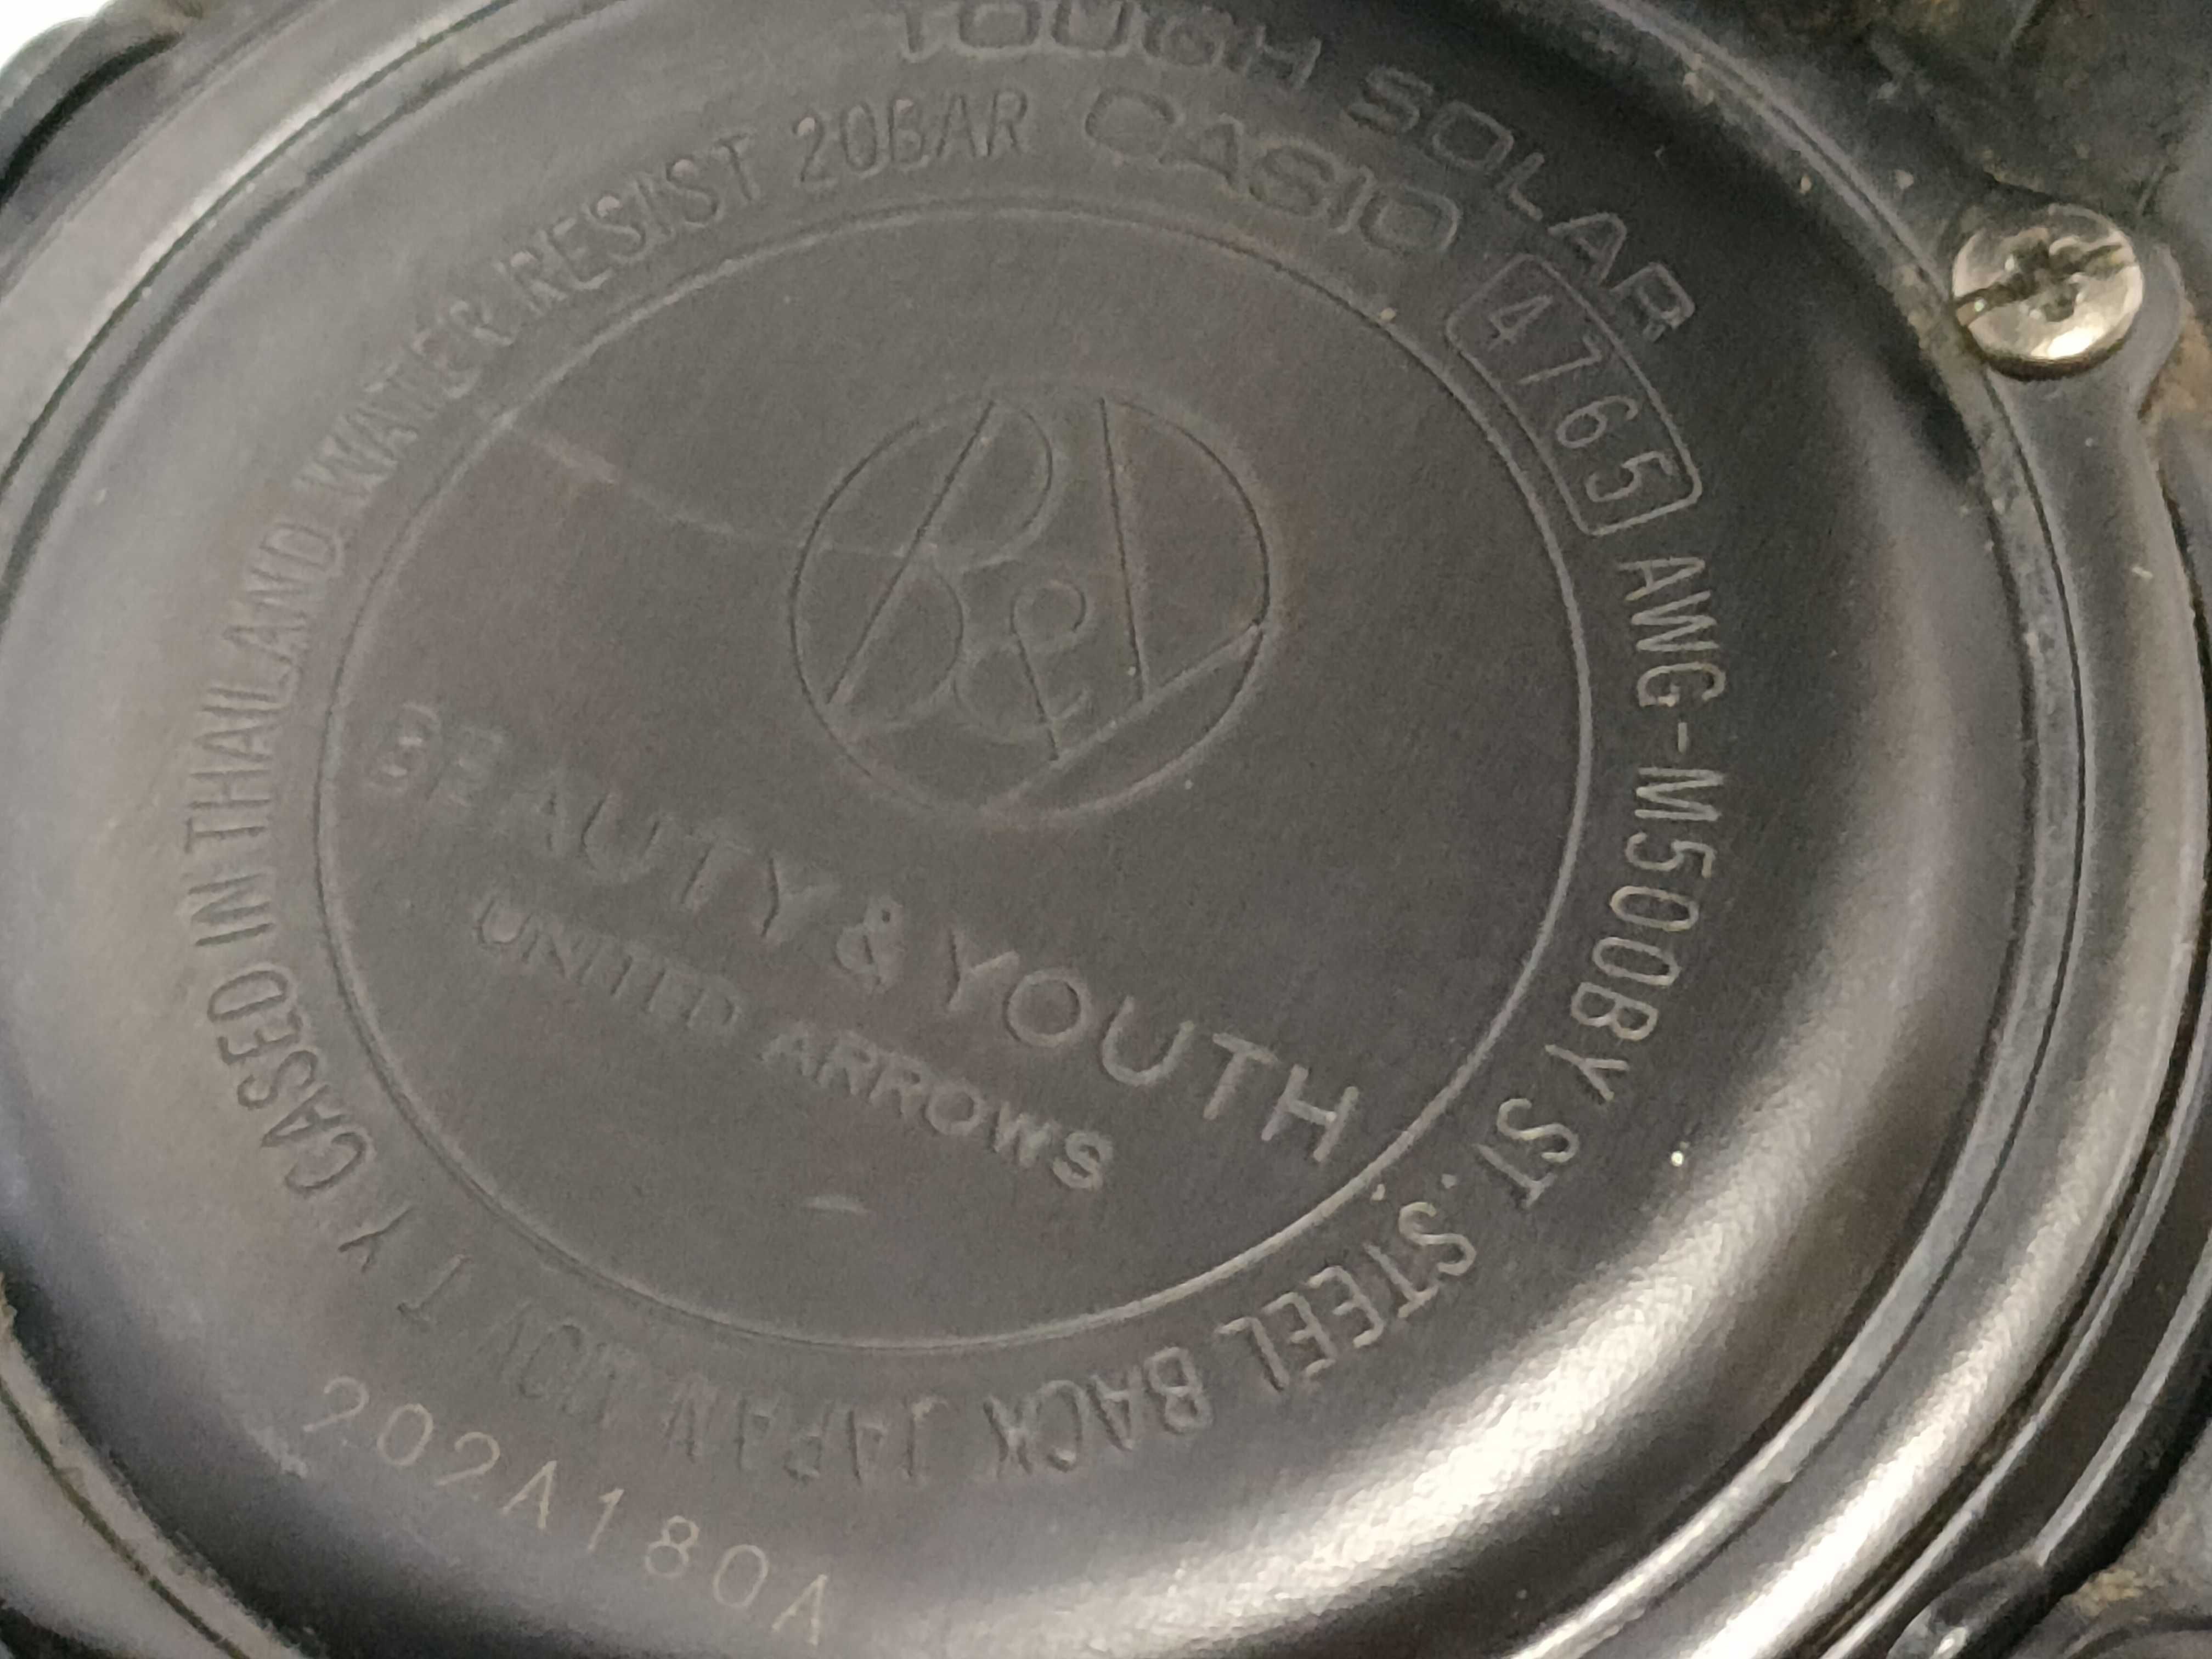 TOUGH SOLAR
CASIO 4765 AWG-M500BY ST.STEEL BACK JAPAN MOV'T Y CASED IN THAILAND WATER RESIST 20BAR
B&Y
BEAUTY & YOUTH
UNITED ARROWS
202A180A